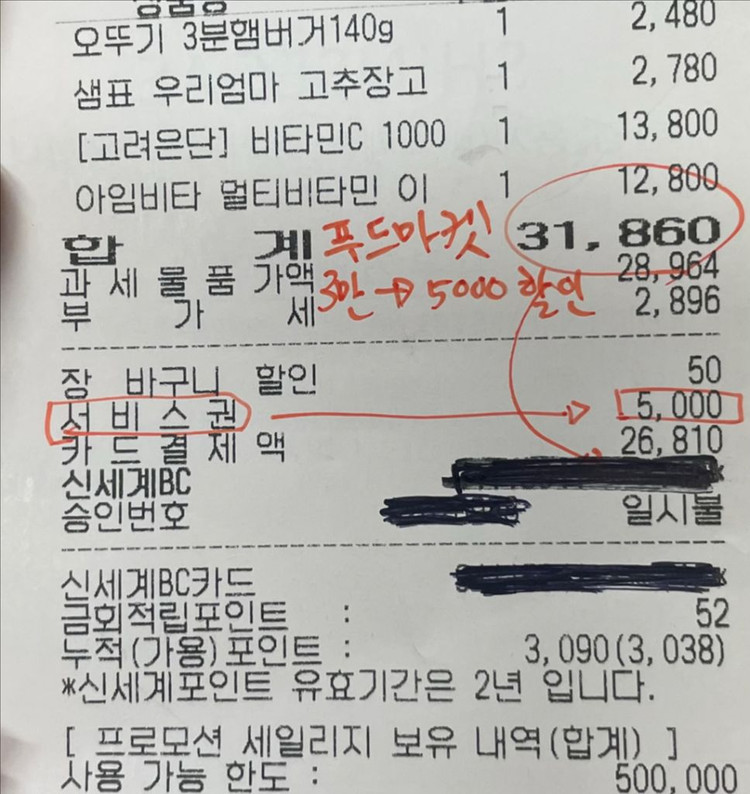 상품명
오뚜기 3분햄버거140g 1 2,480
샘표 우리엄마 고추장고 1 2,780
[고려은단] 비타민C 1000 1 13,800
아임비타 멀티비타민 이 1 12,800
합 계 푸드마켓 31,860
과세물품가액 28,964
3만→5000 할인
부 가 세 2,896
장 바구니 할인 50
서비스권 → 5,000
카드결제액 26,810
신세계BC
승인번호 일시불
신세계BC카드
금회적립포인트 : 52
누적(가용)포인트 : 3,090(3,038)
*신세계포인트 유효기간은 2년 입니다.
[ 프로모션 세일리지 보유 내역(합계) ]
사용 가능 한도 : 500,000